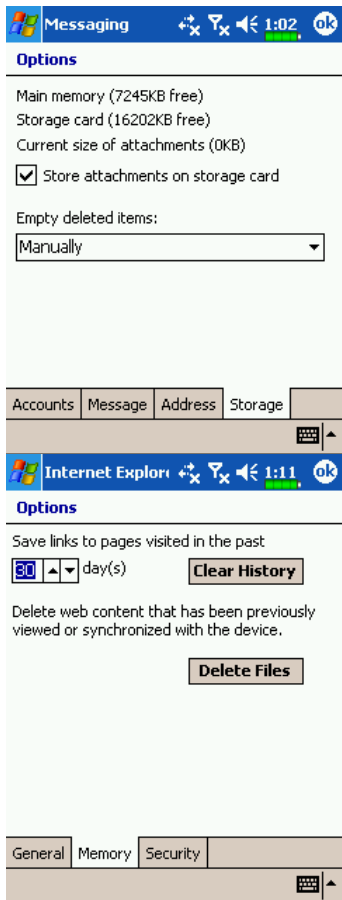 Messaging 1:02 ok
Options
Main memory (7245KB free)
Storage card (16202KB free)
Current size of attachments (0KB)
Store attachments on storage card
Empty deleted items:
Manually
Accounts Message Address Storage
Internet Explor 1:11 ok
Options
Save links to pages visited in the past
30 day(s) Clear History
Delete web content that has been previously
viewed or synchronized with the device.
Delete Files
General Memory Security